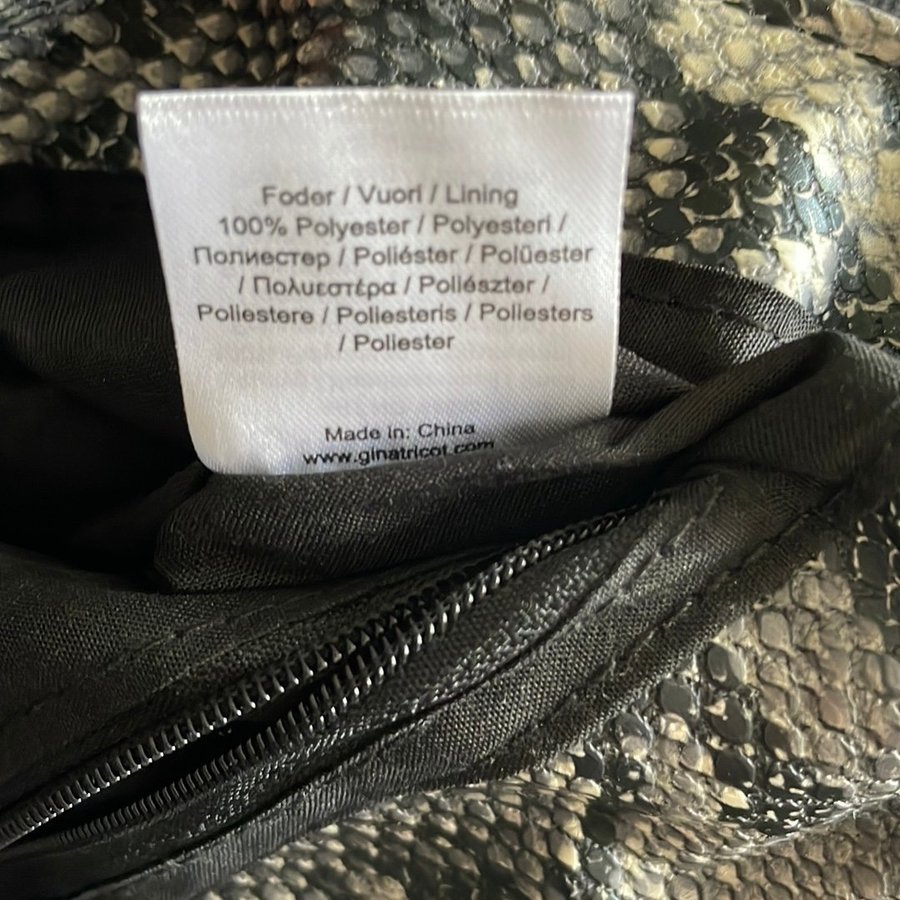 Foder / Vuori / Lining
100% Polyester / Polyesteri /
Полиестер / Poliéster / Polüester
/ Πολυεστέρα / Poliészter /
Poliestere / Poliesteris / Poliesters
/ Poliester
Made in: China
www.ginatricot.com